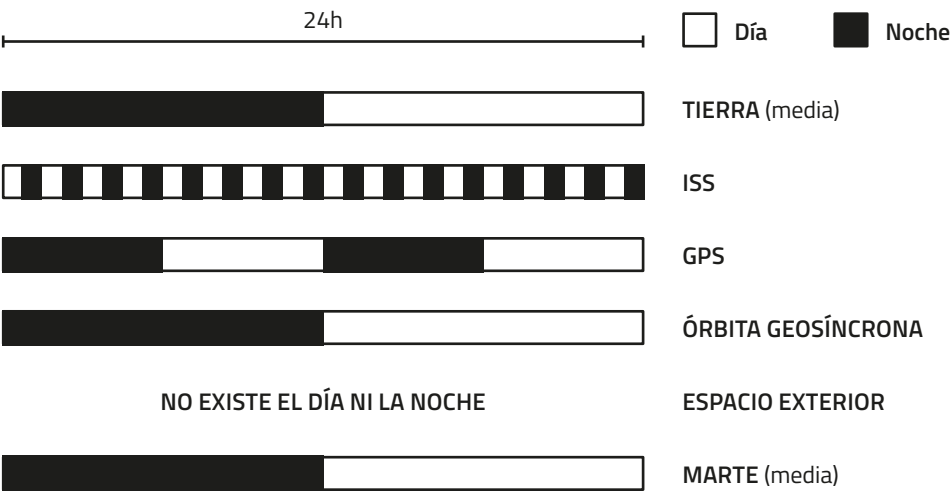 24h
Día
Noche
TIERRA (media)
ISS
GPS
ÓRBITA GEOSÍNCRONA
NO EXISTE EL DÍA NI LA NOCHE
ESPACIO EXTERIOR
MARTE (media)